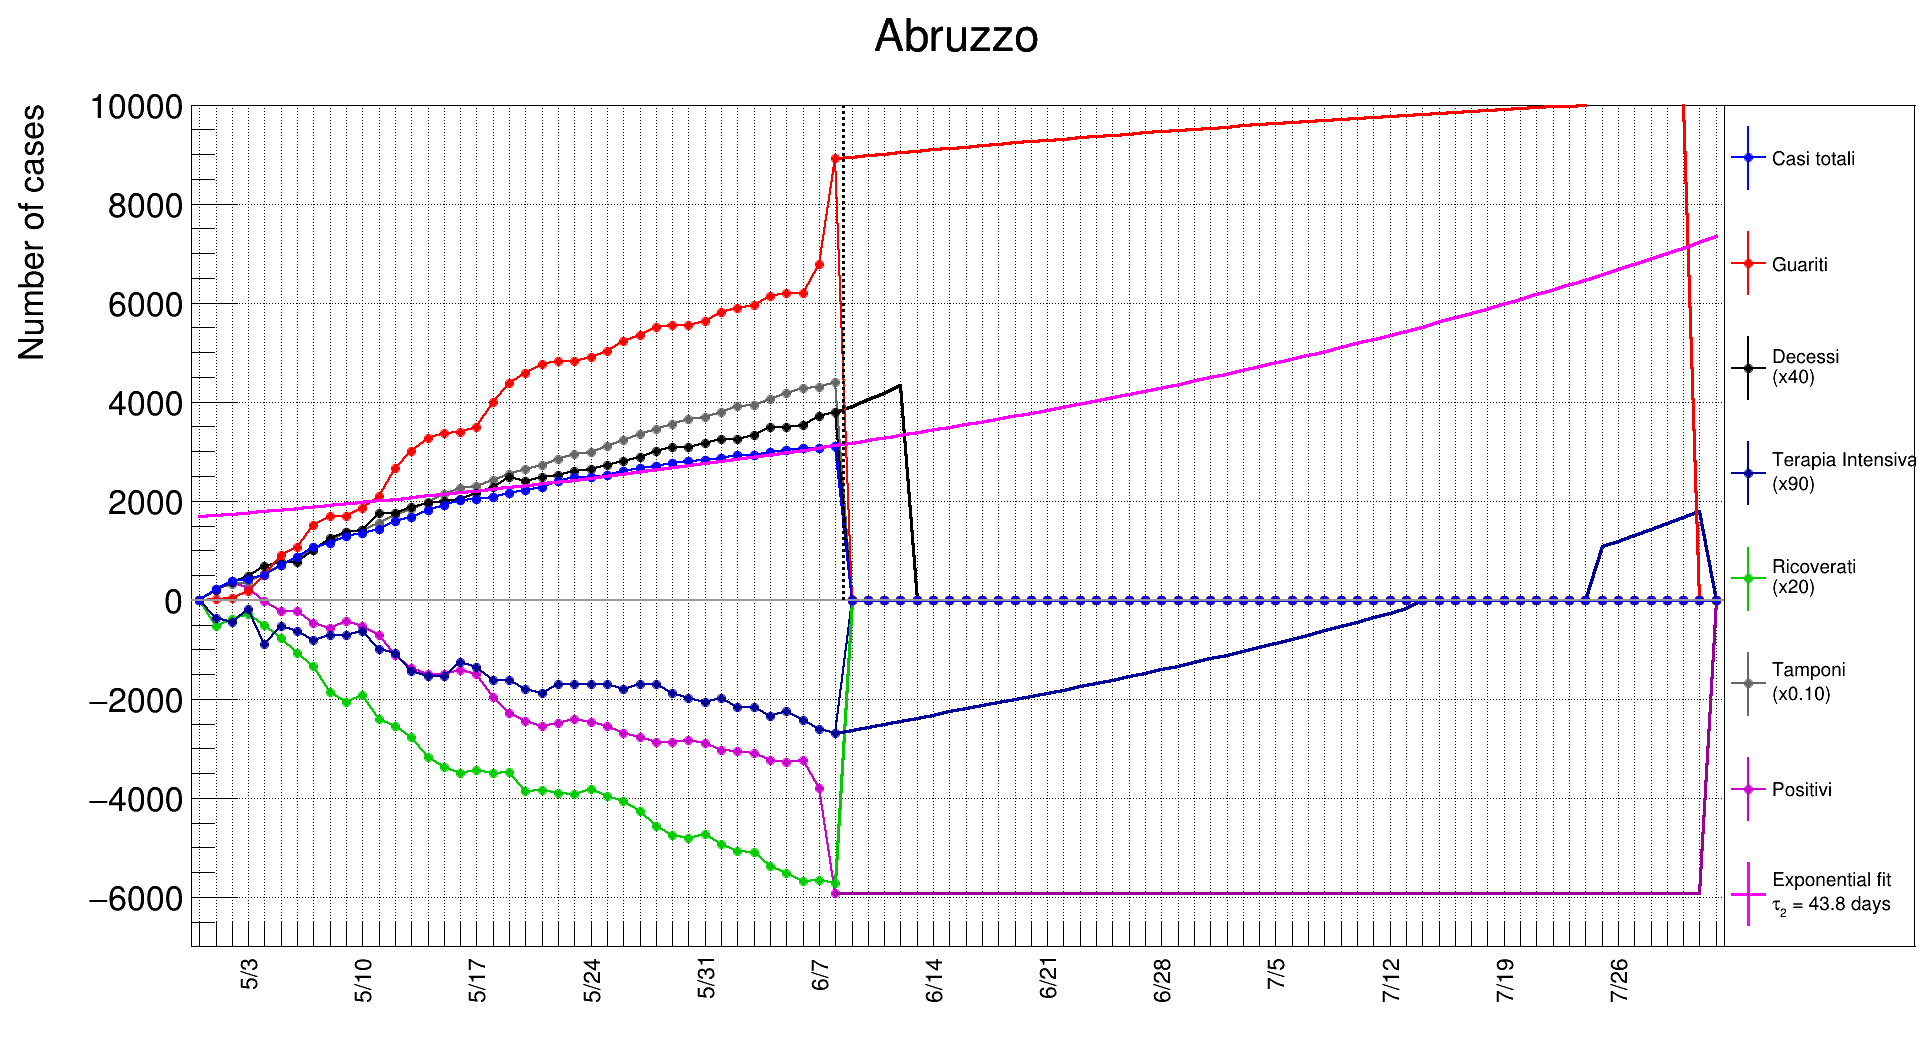 Abruzzo
Number of cases
10000
8000
6000
4000
2000
0
−2000
−4000
−6000
5/3
5/10
5/17
5/24
5/31
6/7
6/14
6/21
6/28
7/5
7/12
7/19
7/26
Casi totali
Guariti
Decessi
(x40)
Terapia Intensiva
(x90)
Ricoverati
(x20)
Tamponi
(x0.10)
Positivi
Exponential fit
τ2 = 43.8 days